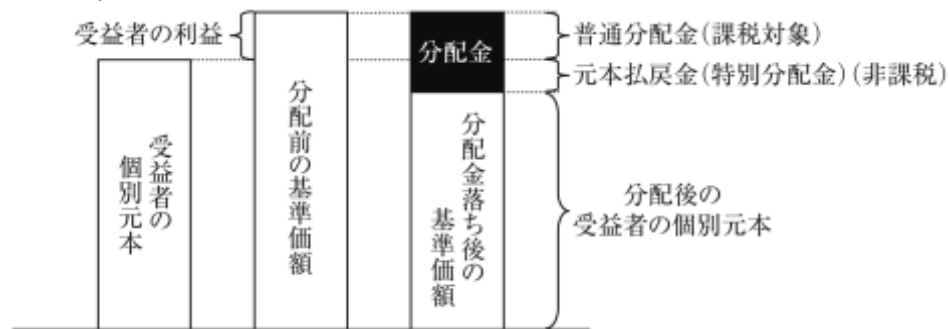 受益者の利益
分配金
普通分配金(課税対象)
元本払戻金(特別分配金)(非課税)
受益者の
個別元本
分配前の基準価額
分配金落ち後の
基準価額
分配後の
受益者の個別元本